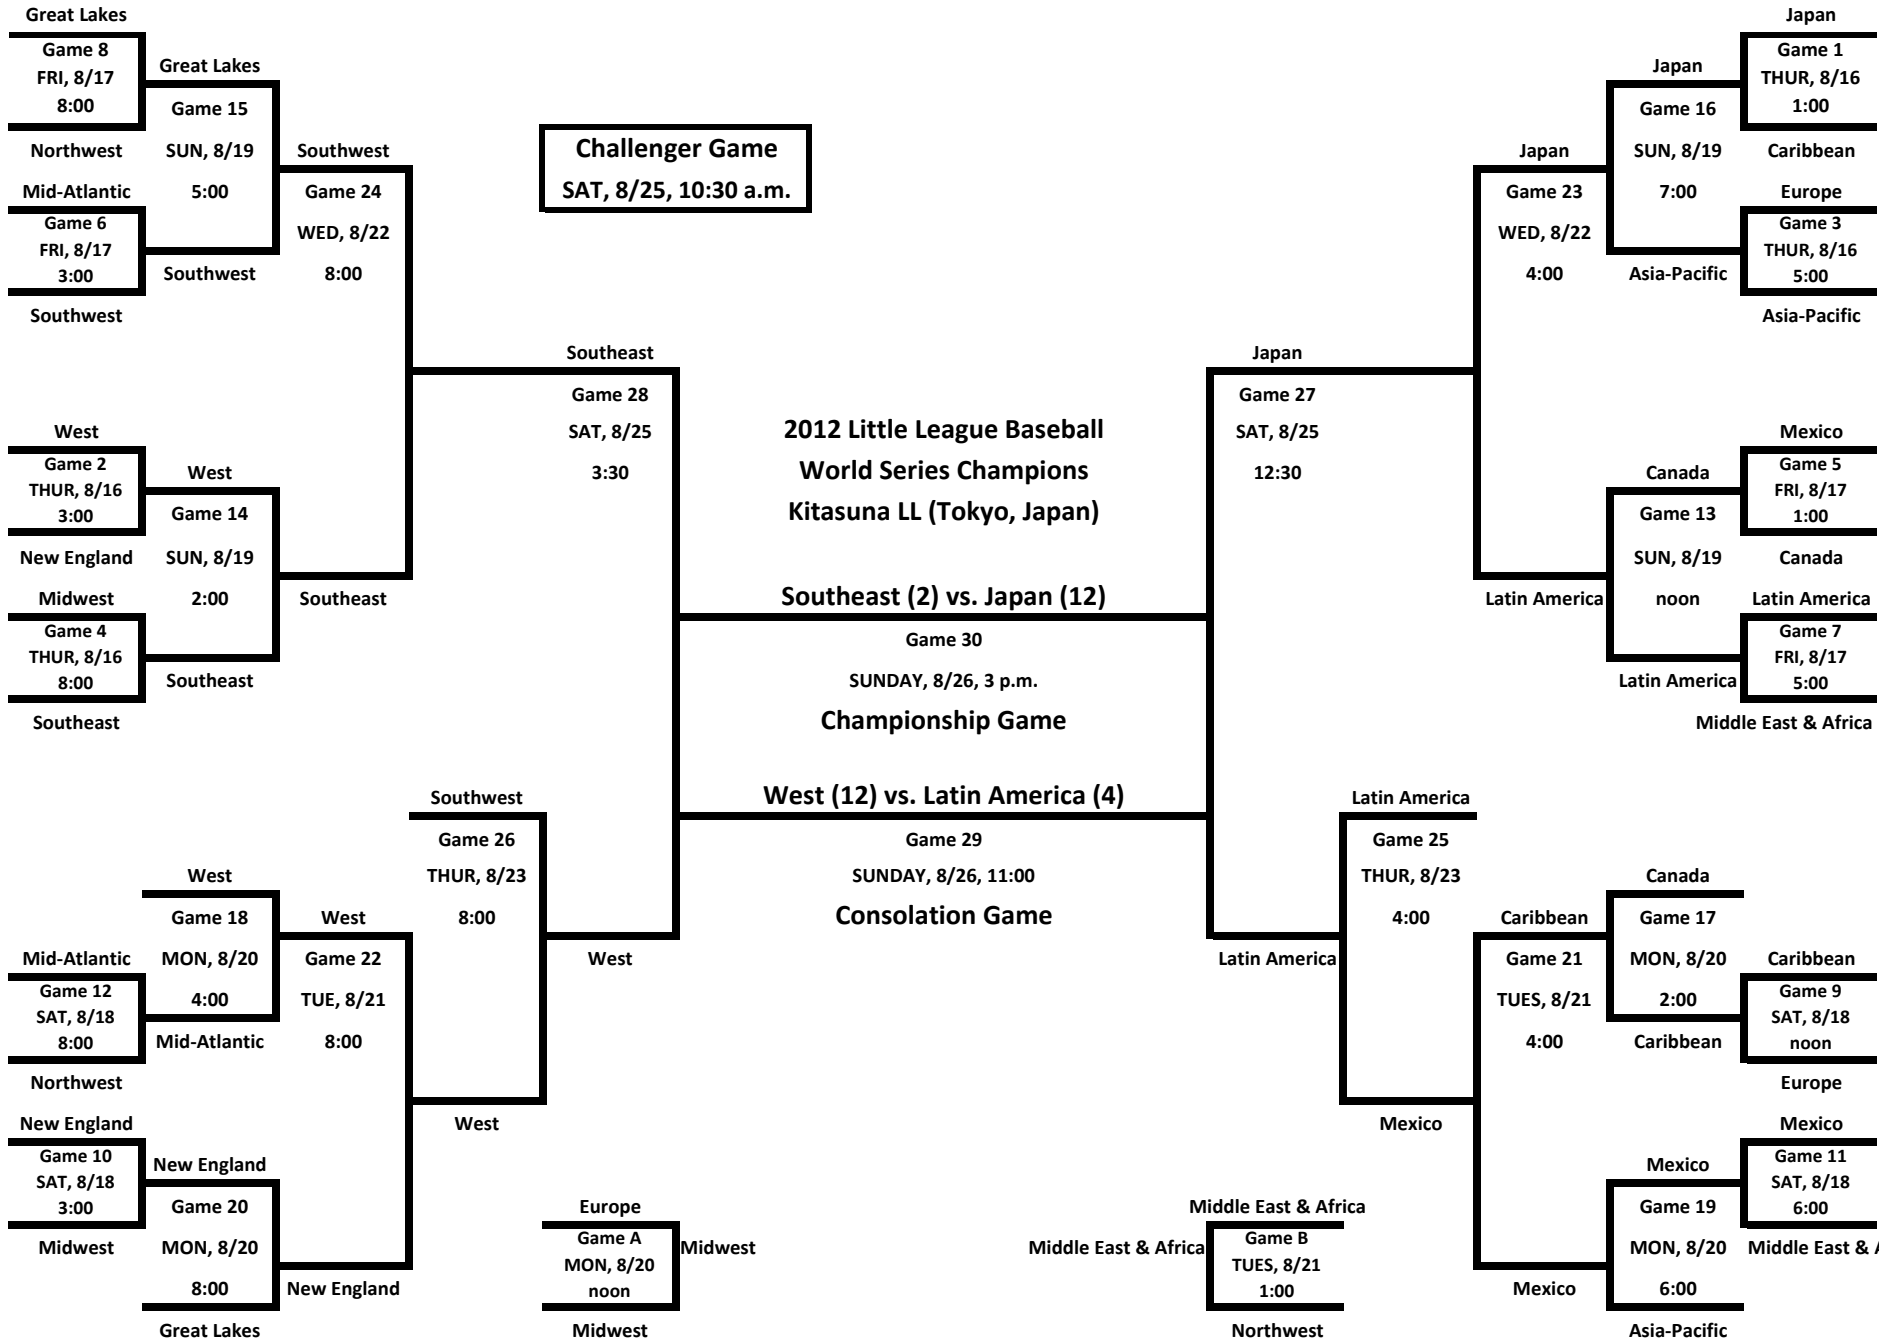 Great Lakes
Game 8
FRI, 8/17
8:00
Northwest
Mid-Atlantic
Game 6
FRI, 8/17
3:00
Southwest
Great Lakes
Game 15
SUN, 8/19
5:00
Southwest
Southwest
Game 24
WED, 8/22
8:00
West
Game 2
THUR, 8/16
3:00
New England
Midwest
Game 4
THUR, 8/16
8:00
Southeast
West
Game 14
SUN, 8/19
2:00
Southeast
Southeast
Southeast
Game 28
SAT, 8/25
3:30
Challenger Game
SAT, 8/25, 10:30 a.m.
2012 Little League Baseball
World Series Champions
Kitasuna LL (Tokyo, Japan)
Southeast (2) vs. Japan (12)
Game 30
SUNDAY, 8/26, 3 p.m.
Championship Game
West (12) vs. Latin America (4)
Game 29
SUNDAY, 8/26, 11:00
Consolation Game
Japan
Game 27
SAT, 8/25
12:30
Japan
Game 23
WED, 8/22
4:00
Latin America
Japan
Game 16
SUN, 8/19
7:00
Asia-Pacific
Japan
Game 1
THUR, 8/16
1:00
Caribbean
Europe
Game 3
THUR, 8/16
5:00
Asia-Pacific
Canada
Game 13
SUN, 8/19
noon
Latin America
Mexico
Game 5
FRI, 8/17
1:00
Canada
Latin America
Game 7
FRI, 8/17
5:00
Middle East & Africa
Southwest
Game 26
THUR, 8/23
8:00
West
West
West
Game 18
MON, 8/20
4:00
Mid-Atlantic
West
Game 22
TUE, 8/21
8:00
New England
Mid-Atlantic
Game 12
SAT, 8/18
8:00
Northwest
New England
Game 10
SAT, 8/18
3:00
Midwest
New England
Game 20
MON, 8/20
8:00
Great Lakes
Europe
Game A
MON, 8/20
noon
Midwest
Midwest
Middle East & Africa
Middle East & Africa
Game B
TUES, 8/21
1:00
Northwest
Latin America
Latin America
Game 25
THUR, 8/23
4:00
Mexico
Caribbean
Game 21
TUES, 8/21
4:00
Mexico
Canada
Game 17
MON, 8/20
2:00
Caribbean
Caribbean
Game 9
SAT, 8/18
noon
Europe
Mexico
Game 11
SAT, 8/18
6:00
Middle East & A
Mexico
Game 19
MON, 8/20
6:00
Asia-Pacific